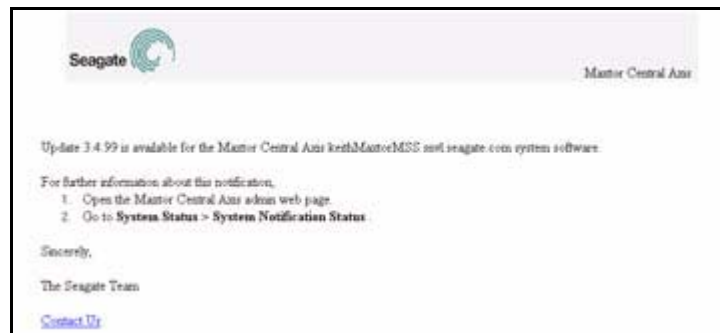 Seagate
Maxtor Central Axis
Update 3.4.99 is available for the Maxtor Central Axis keithMaxtorMSS seagate.com system software.
For further information about this notification,
1. Open the Maxtor Central Axis admin web page.
2. Go to System Status > System Notification Status.
Sincerely,
The Seagate Team
Contact Us